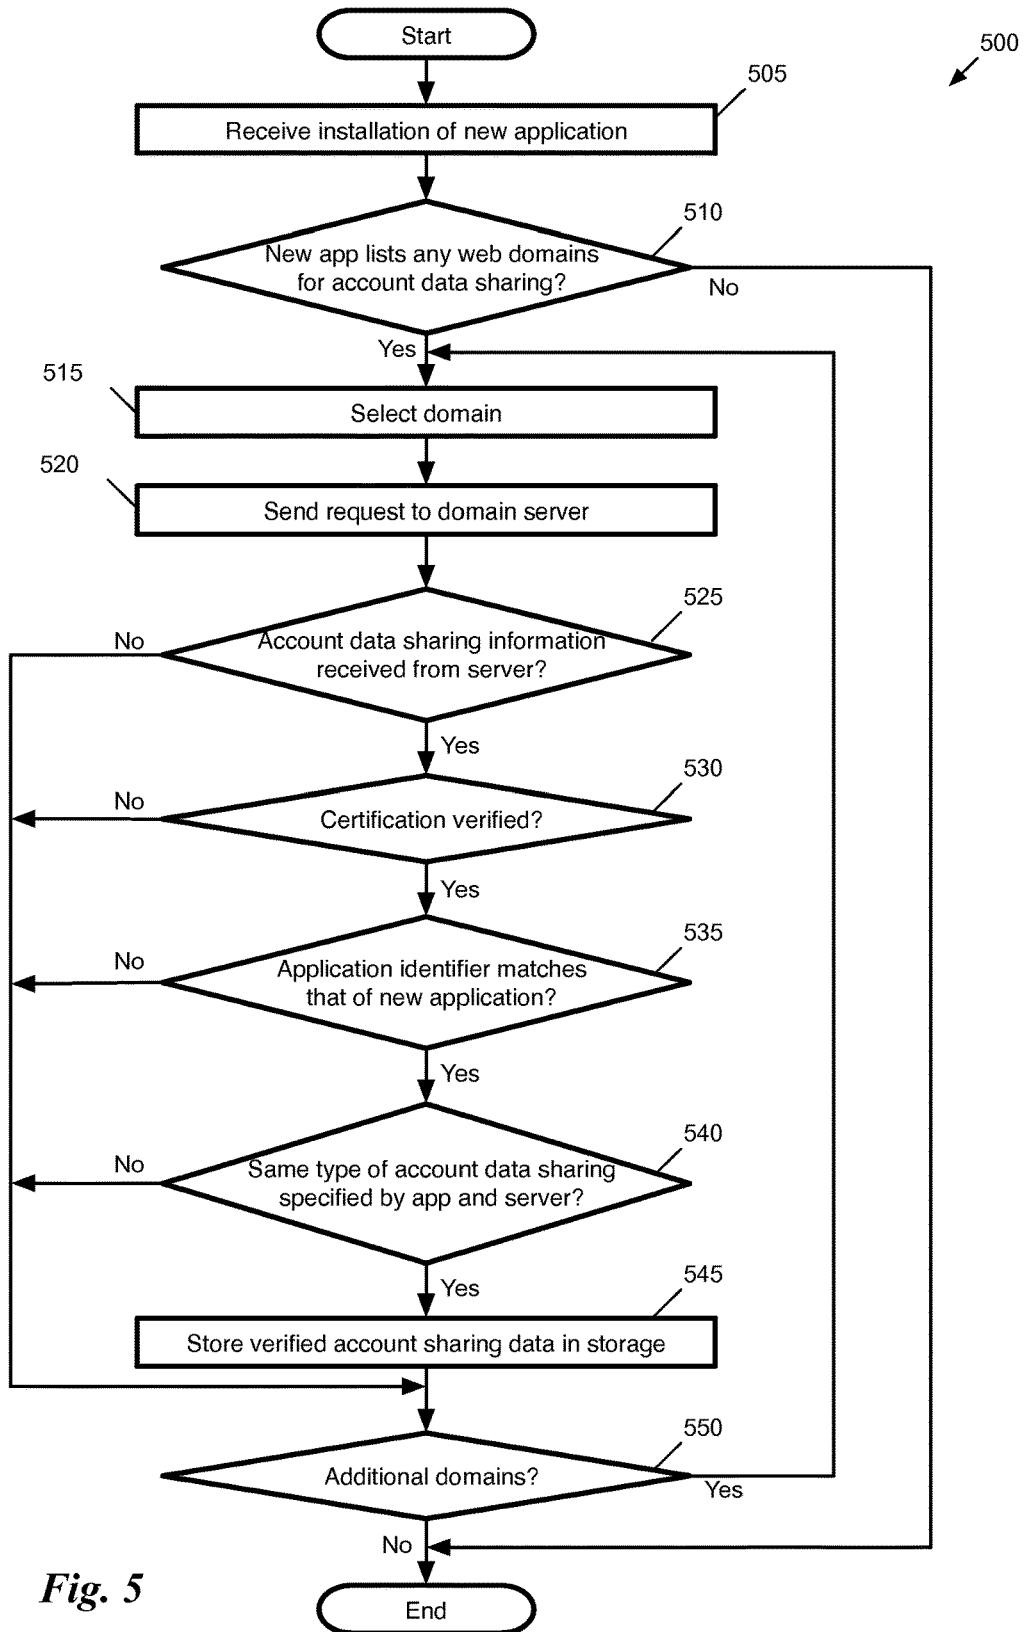 Start
500
505
Receive installation of new application
510
New app lists any web domains
for account data sharing?
No
Yes
515
Select domain
520
Send request to domain server
525
No
Account data sharing information
received from server?
Yes
530
No
Certification verified?
Yes
535
No
Application identifier matches
that of new application?
Yes
540
No
Same type of account data sharing
specified by app and server?
Yes
545
Store verified account sharing data in storage
550
Additional domains?
Yes
No
Fig. 5
End